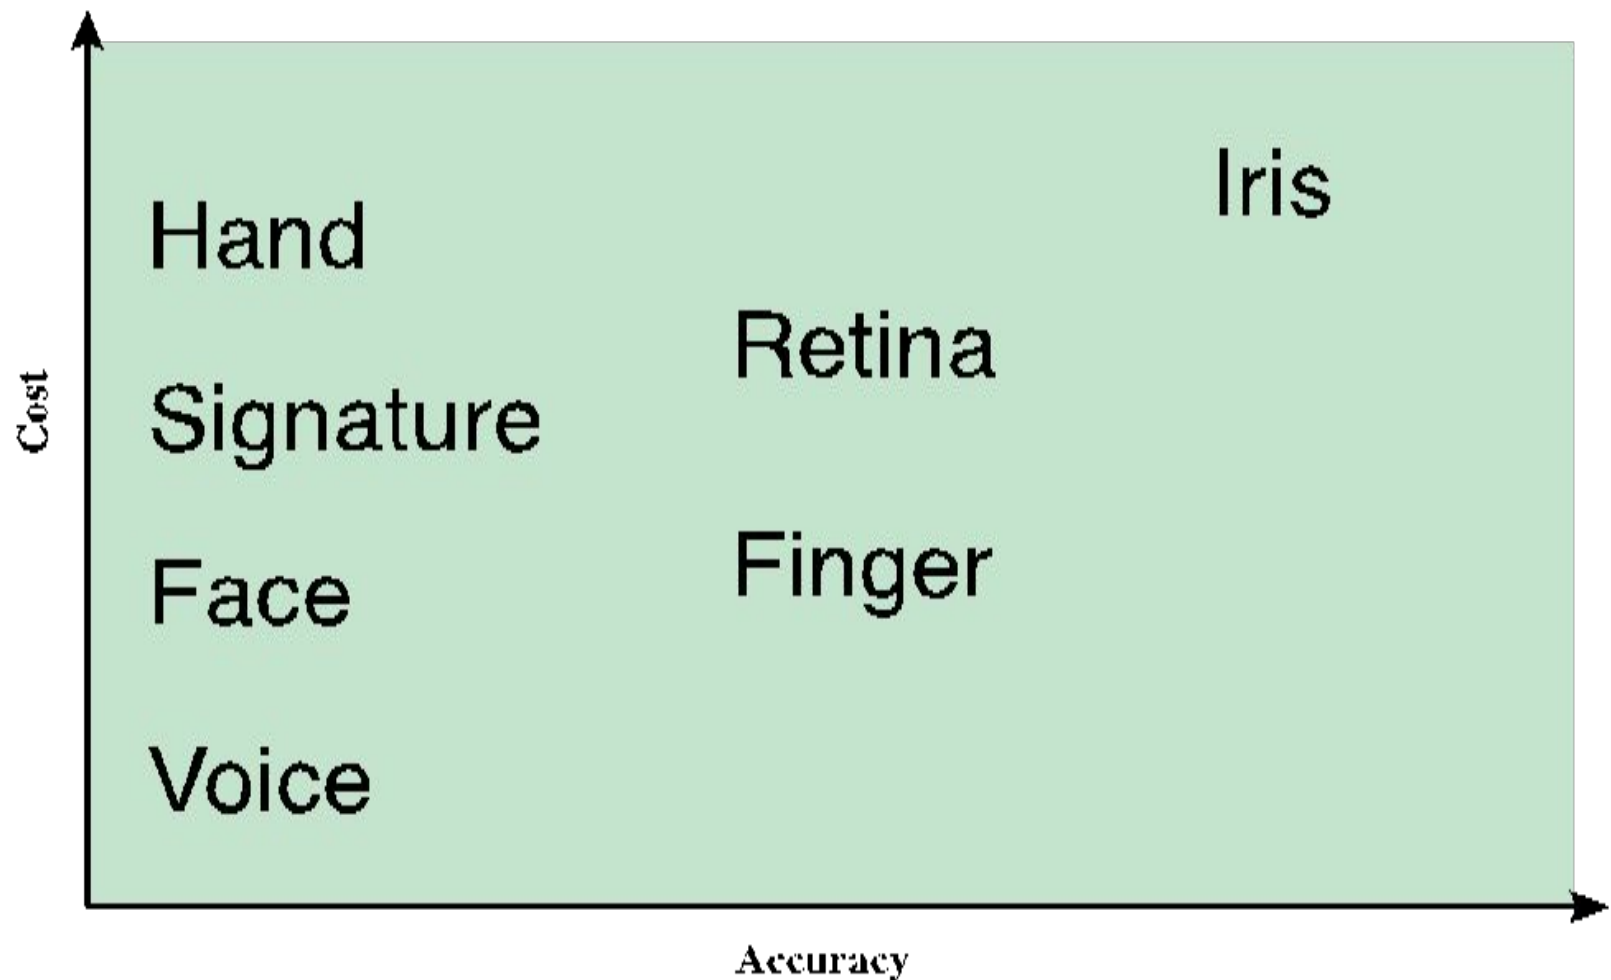 Iris
Hand
Retina
Signature
Finger
Face
Voice
Cost
Accuracy